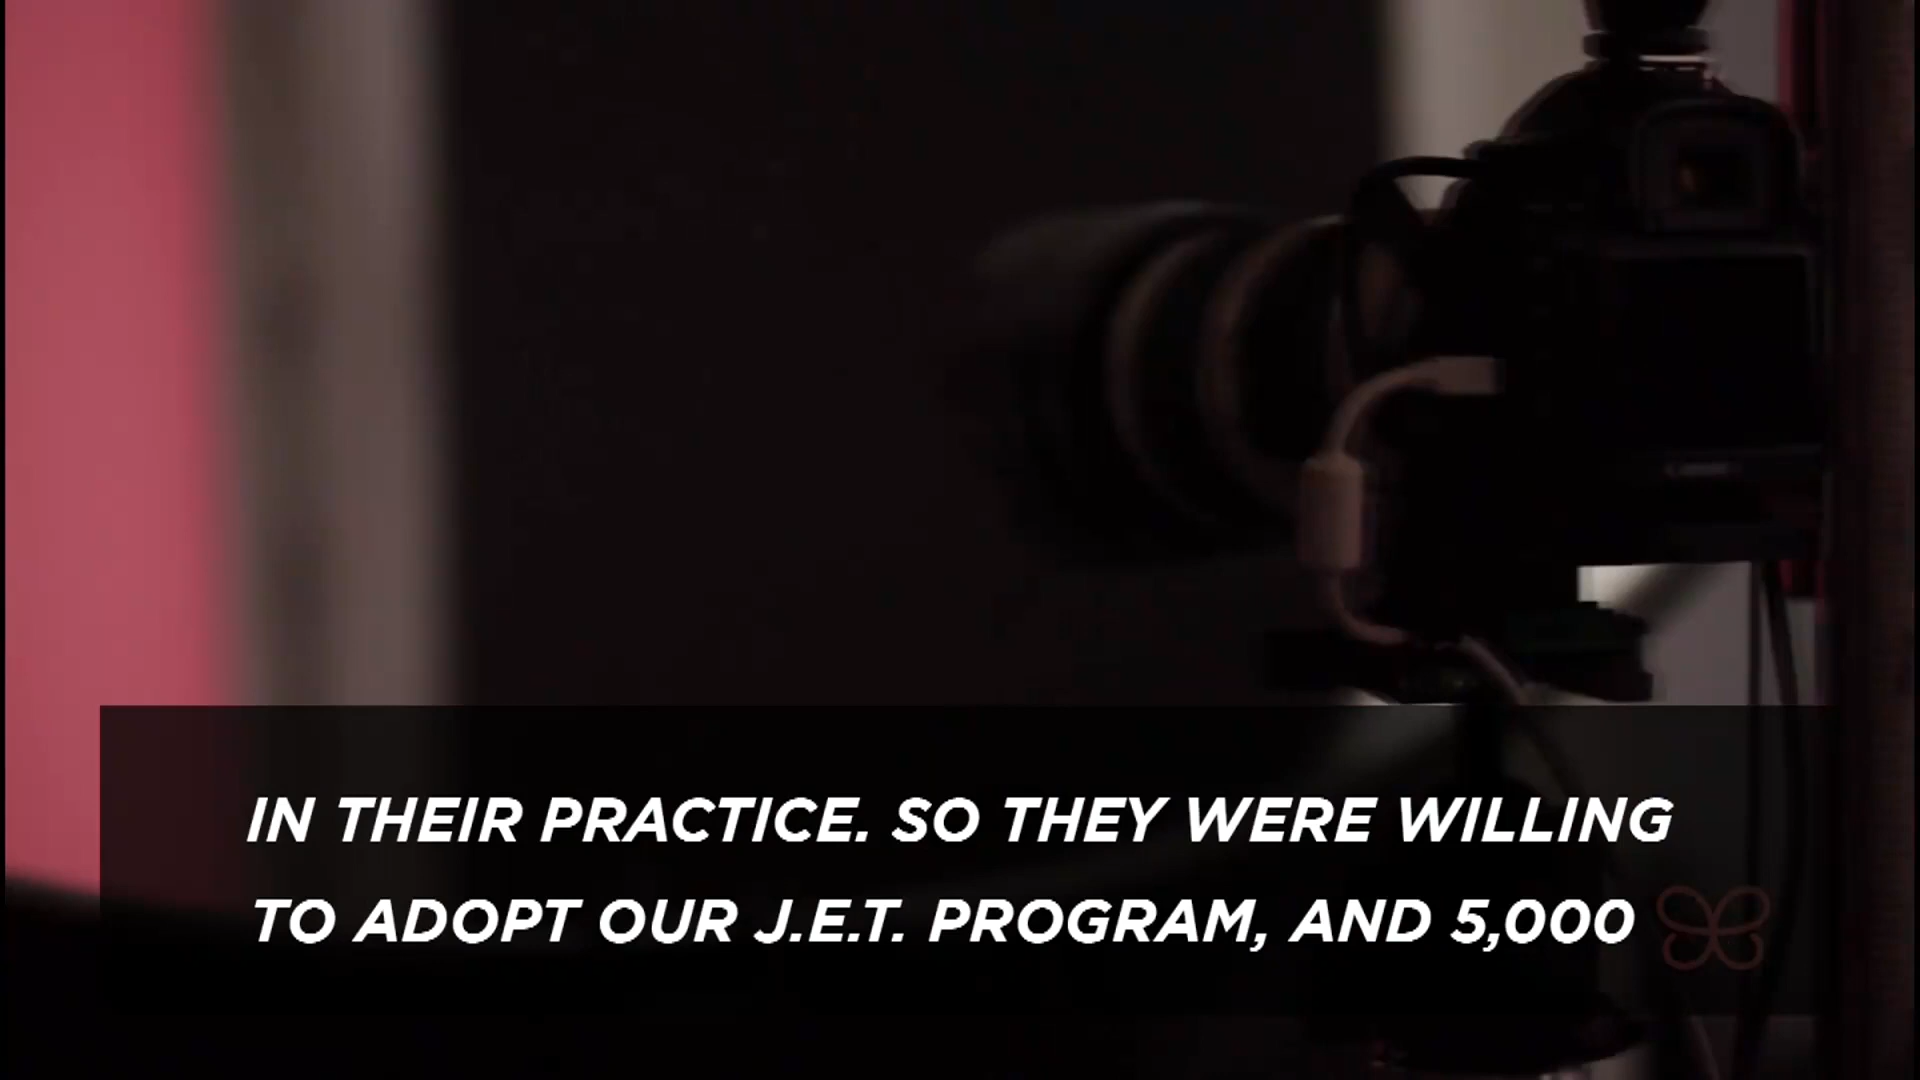 IN THEIR PRACTICE. SO THEY WERE WILLING
TO ADOPT OUR J.E.T. PROGRAM, AND 5,000